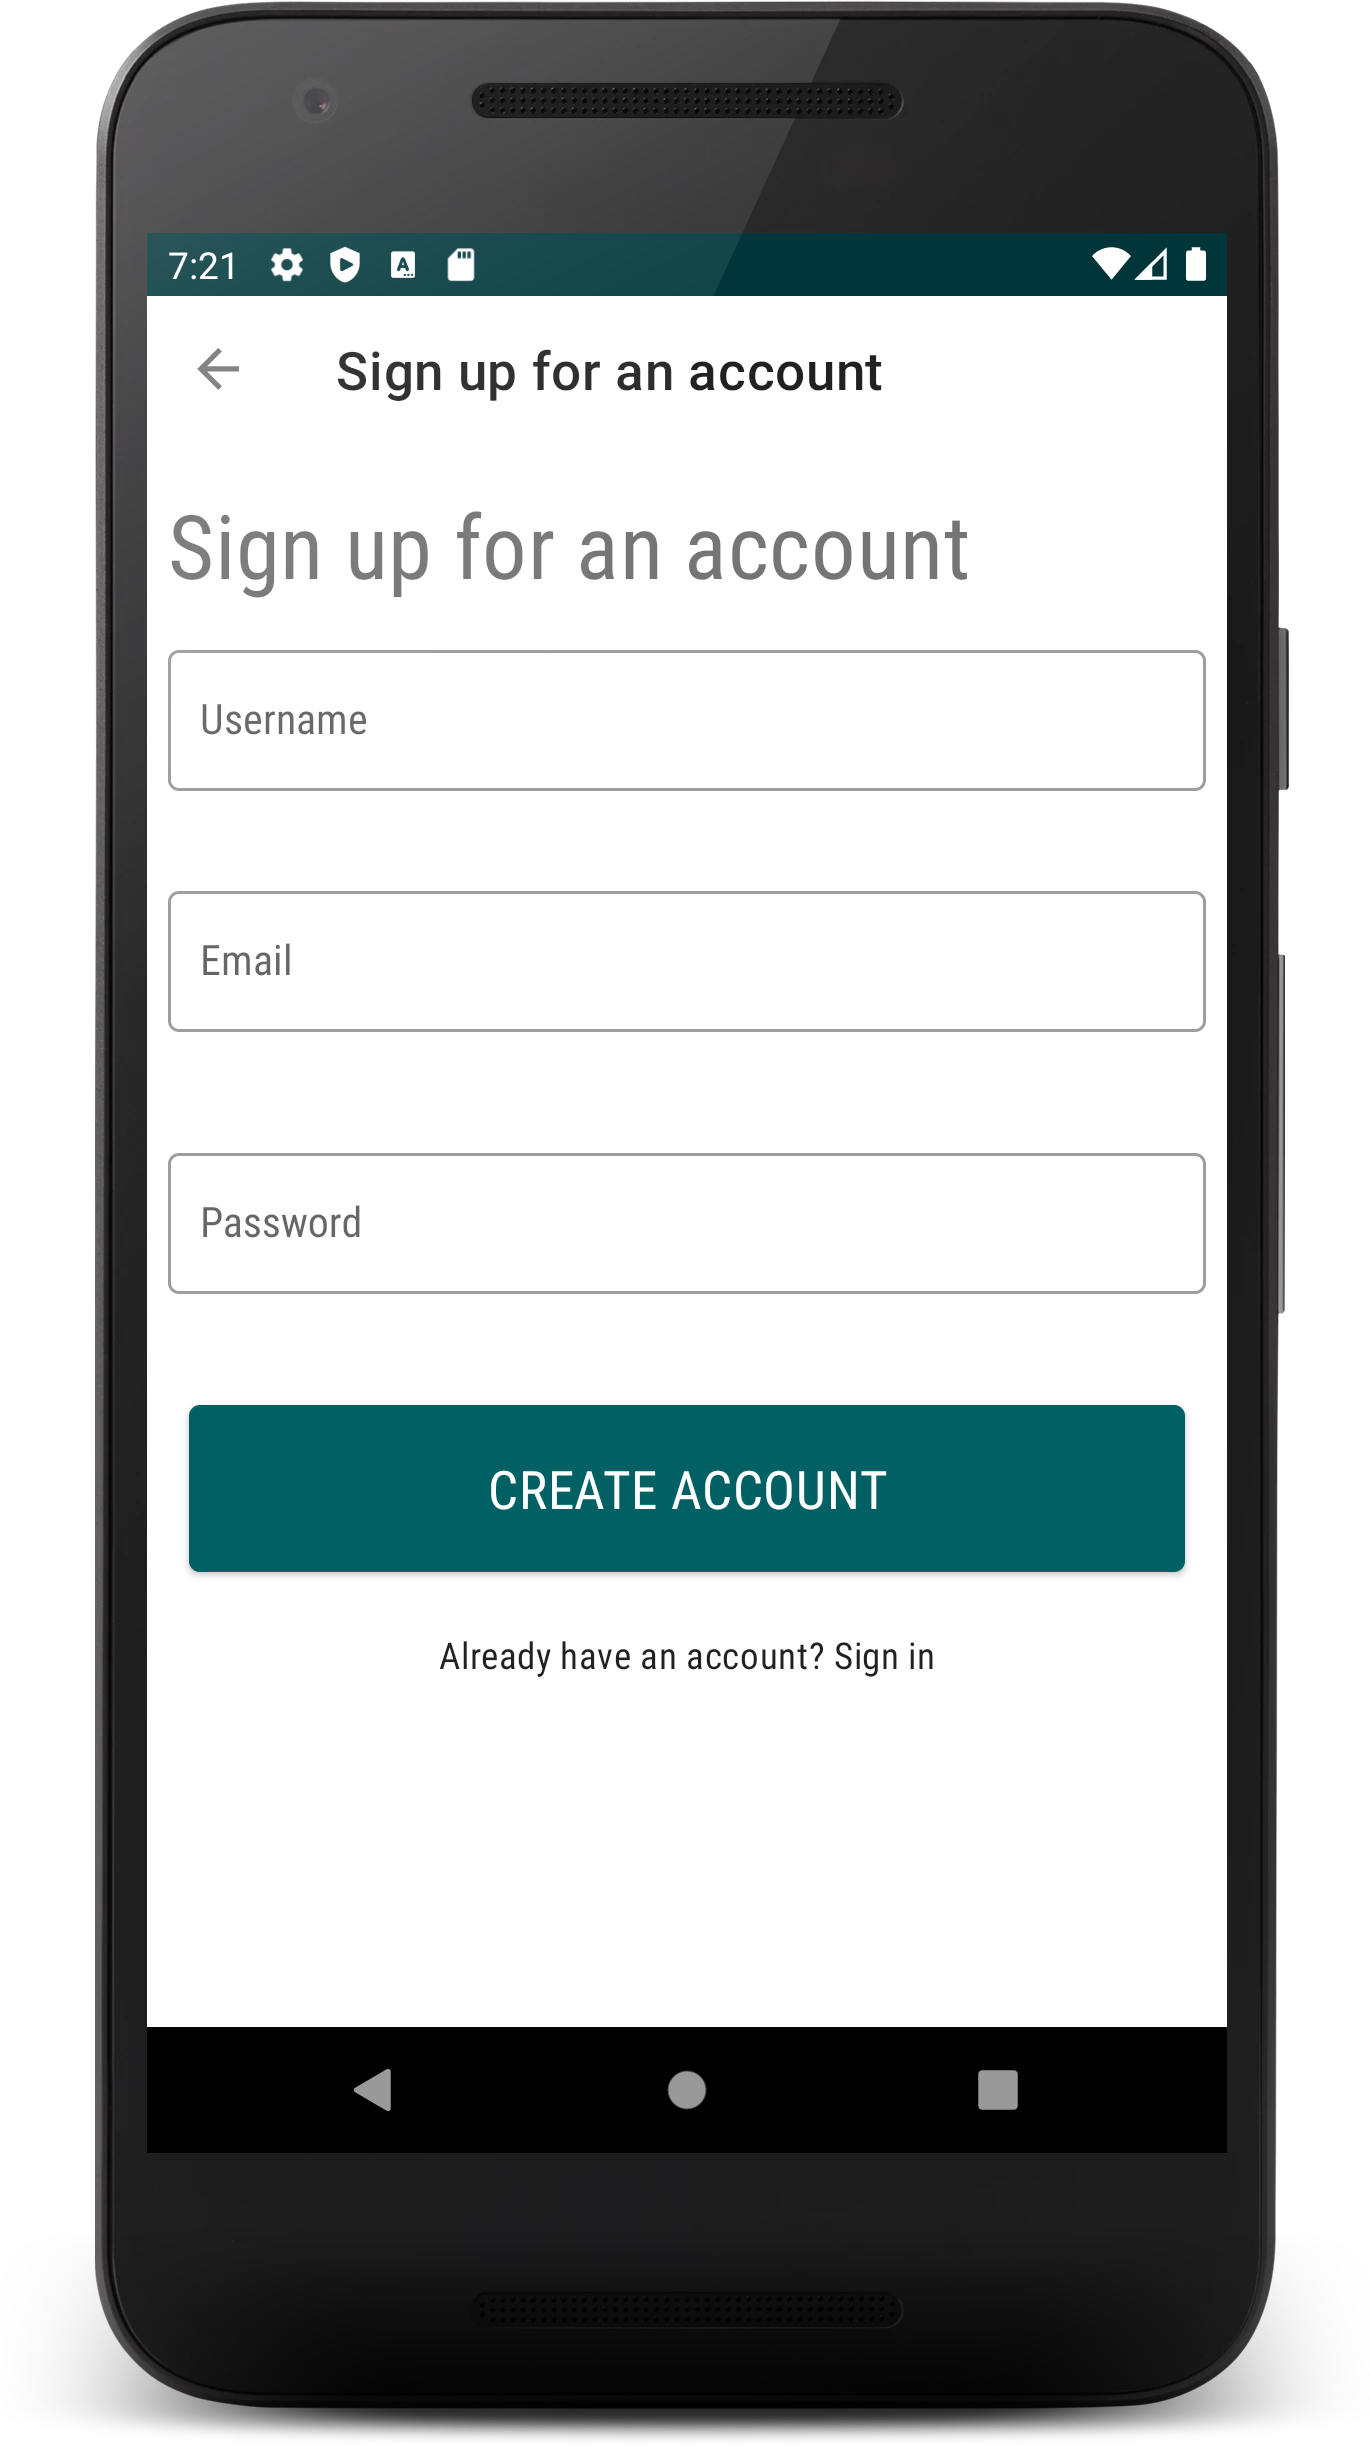 7:21
Sign up for an account
Sign up for an account
Username
Email
Password
CREATE ACCOUNT
Already have an account? Sign in